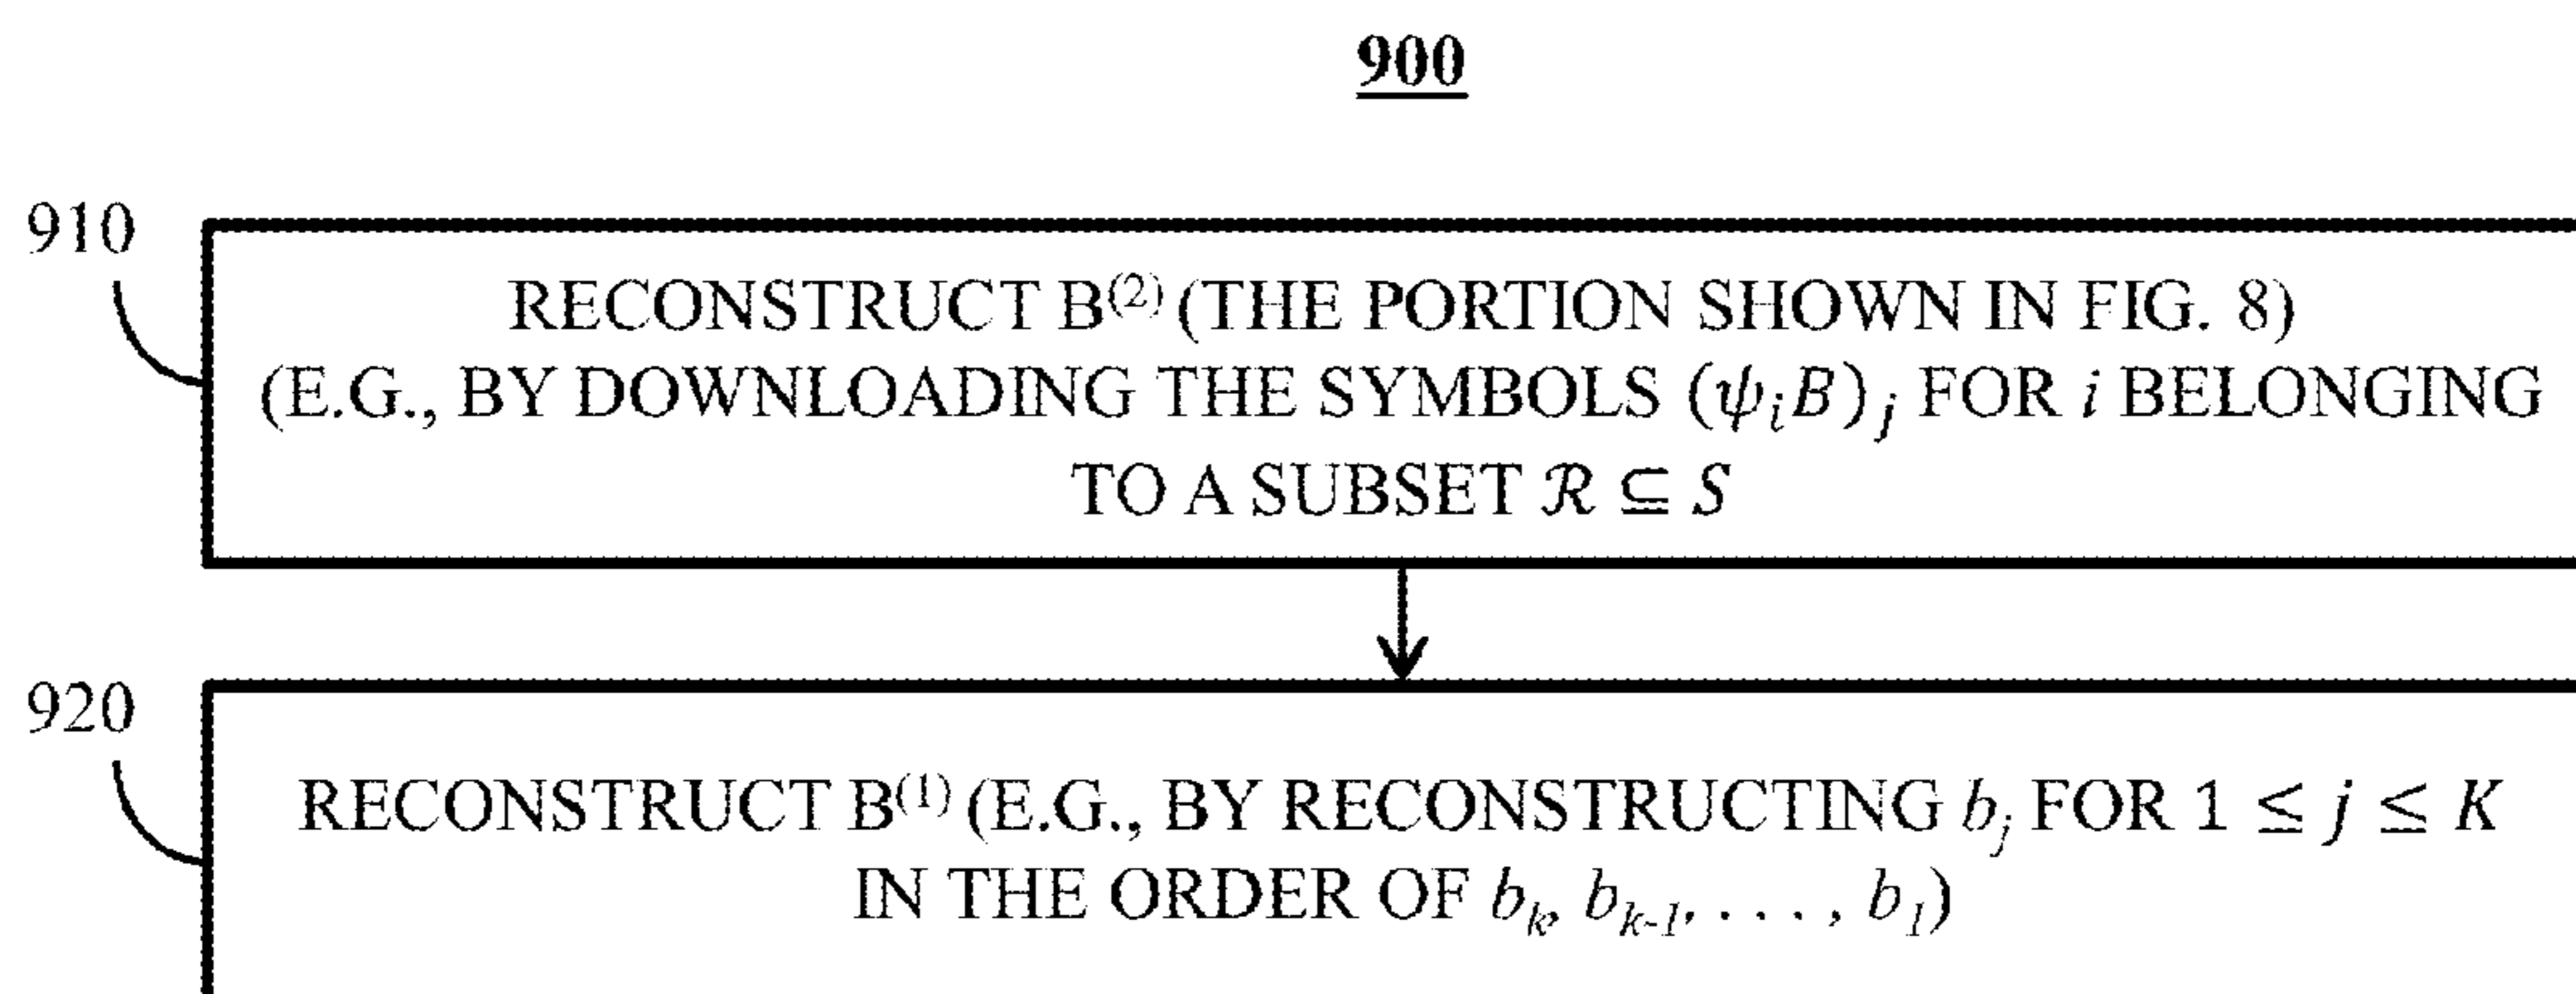 900
910
RECONSTRUCT B⁽²⁾ (THE PORTION SHOWN IN FIG. 8)
(E.G., BY DOWNLOADING THE SYMBOLS (ψᵢB)ⱼ FOR i BELONGING
TO A SUBSET ℛ ⊆ S
920
RECONSTRUCT B⁽¹⁾ (E.G., BY RECONSTRUCTING bⱼ FOR 1 ≤ j ≤ K
IN THE ORDER OF bₖ, bₖ₋₁, . . . , b₁)